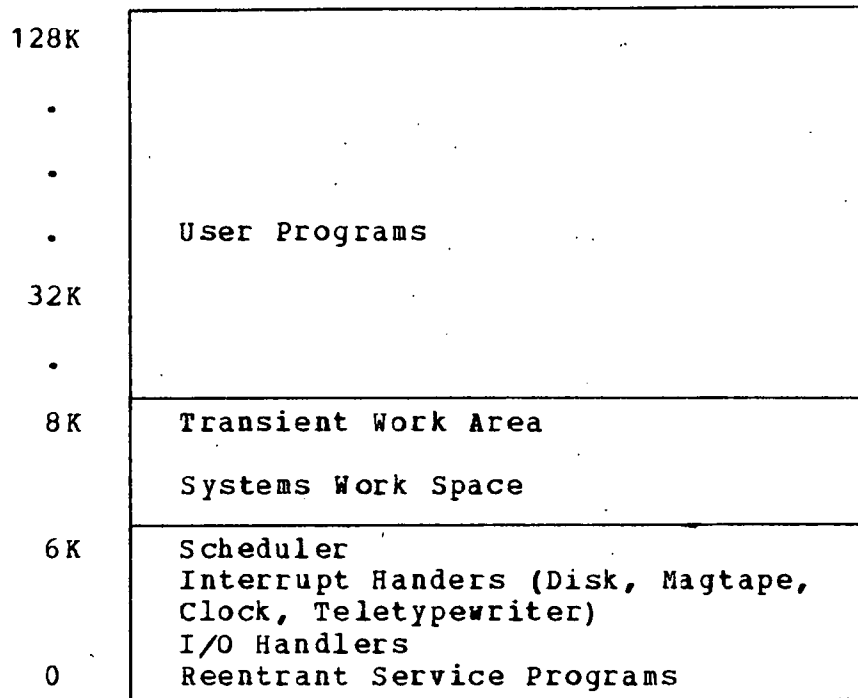 128K
.
.
. User Programs
32K
.
8K Transient Work Area
Systems Work Space
6K Scheduler
Interrupt Handers (Disk, Magtape,
Clock, Teletypewriter)
I/O Handlers
0 Reentrant Service Programs